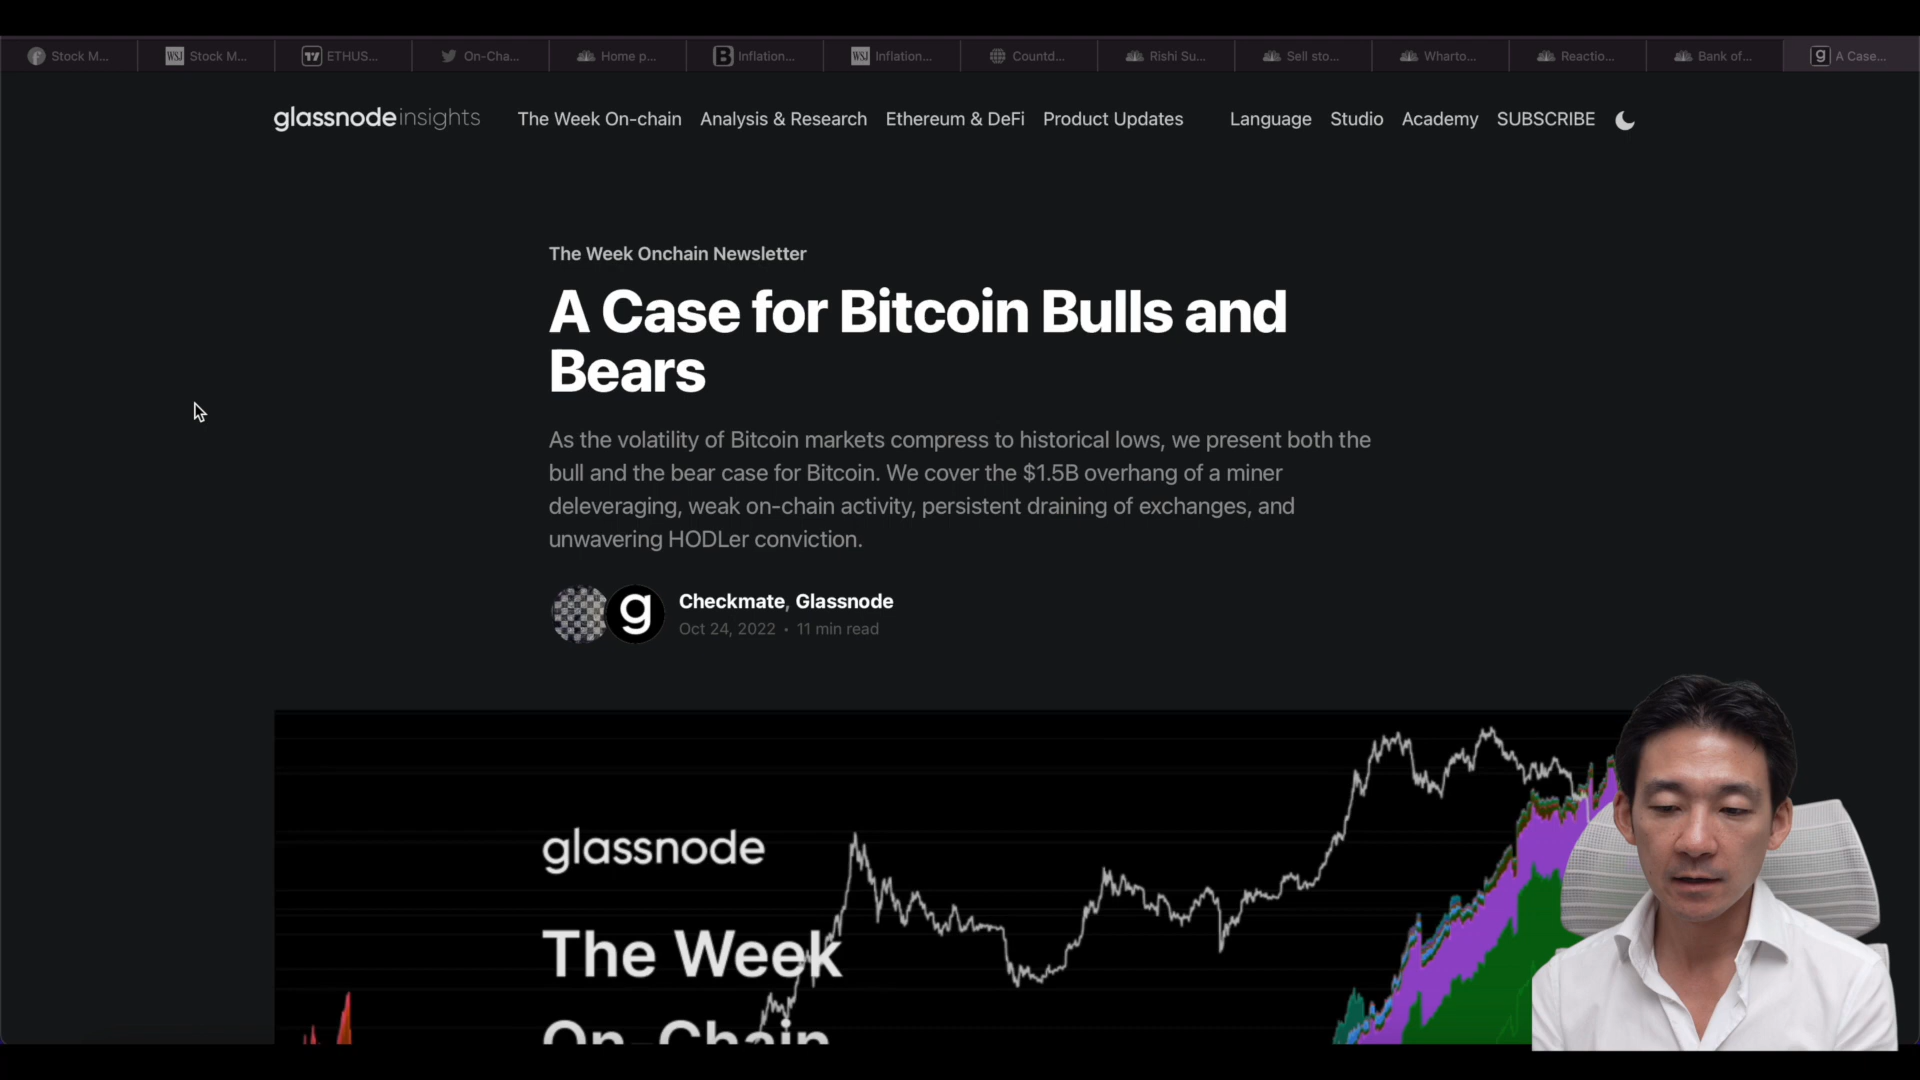 Stock M... WSJ Stock M... 17 ETHUS... On-Cha... Home p... B Inflation... WSJ Inflation... Countd... Rishi Su... Sell sto... Wharto... Reactio... Bank of... g A Case...
glassnode insights The Week On-chain Analysis & Research Ethereum & DeFi Product Updates Language Studio Academy SUBSCRIBE
The Week Onchain Newsletter
A Case for Bitcoin Bulls and
Bears
As the volatility of Bitcoin markets compress to historical lows, we present both the
bull and the bear case for Bitcoin. We cover the $1.5B overhang of a miner
deleveraging, weak on-chain activity, persistent draining of exchanges, and
unwavering HODLer conviction.
g
Checkmate, Glassnode
Oct 24, 2022 • 11 min read
glassnode
The Week
On-Chain